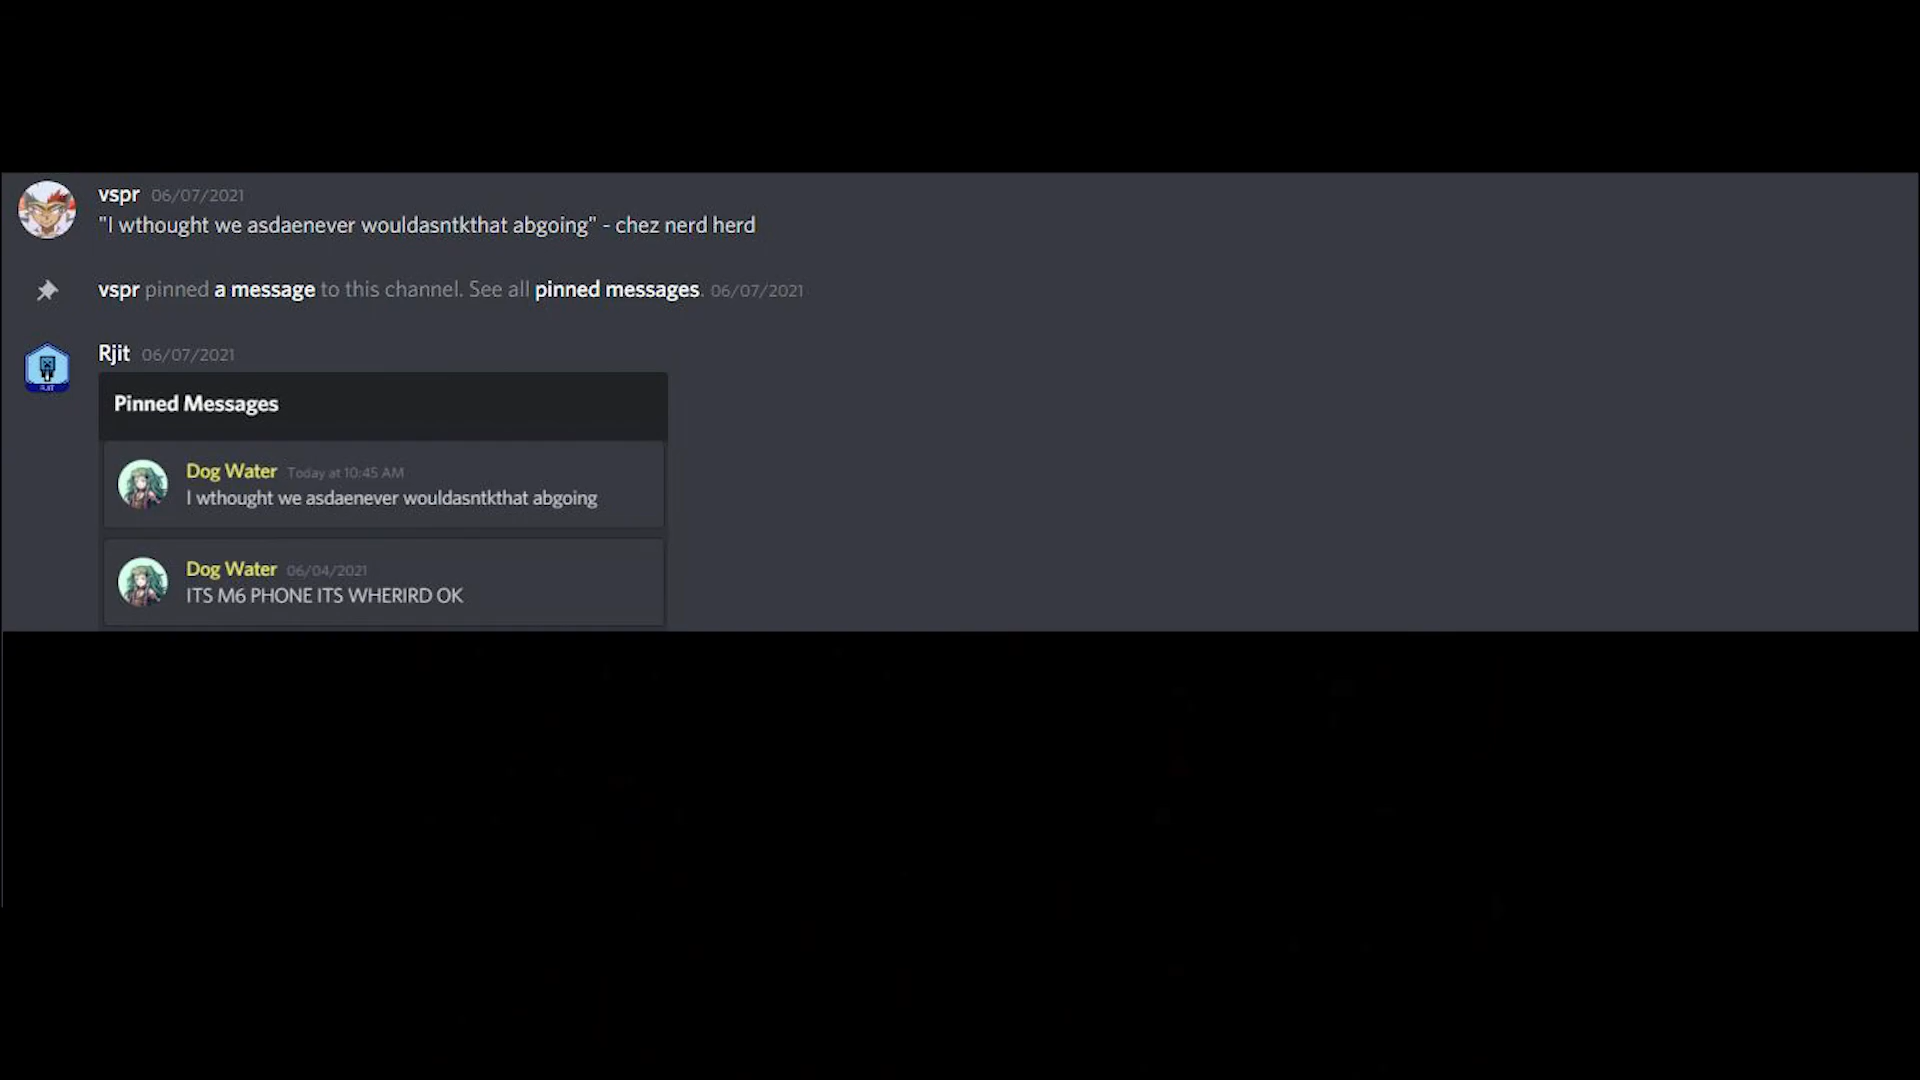 vspr 06/07/2021
"I wthought we asdaenever wouldasntkthat abgoing" - chez nerd herd
vspr pinned a message to this channel. See all pinned messages. 06/07/2021
Rjit 06/07/2021
Pinned Messages
Dog Water Today at 10:45 AM
I wthought we asdaenever wouldasntkthat abgoing
Dog Water 06/04/2021
ITS M6 PHONE ITS WHERIRD OK